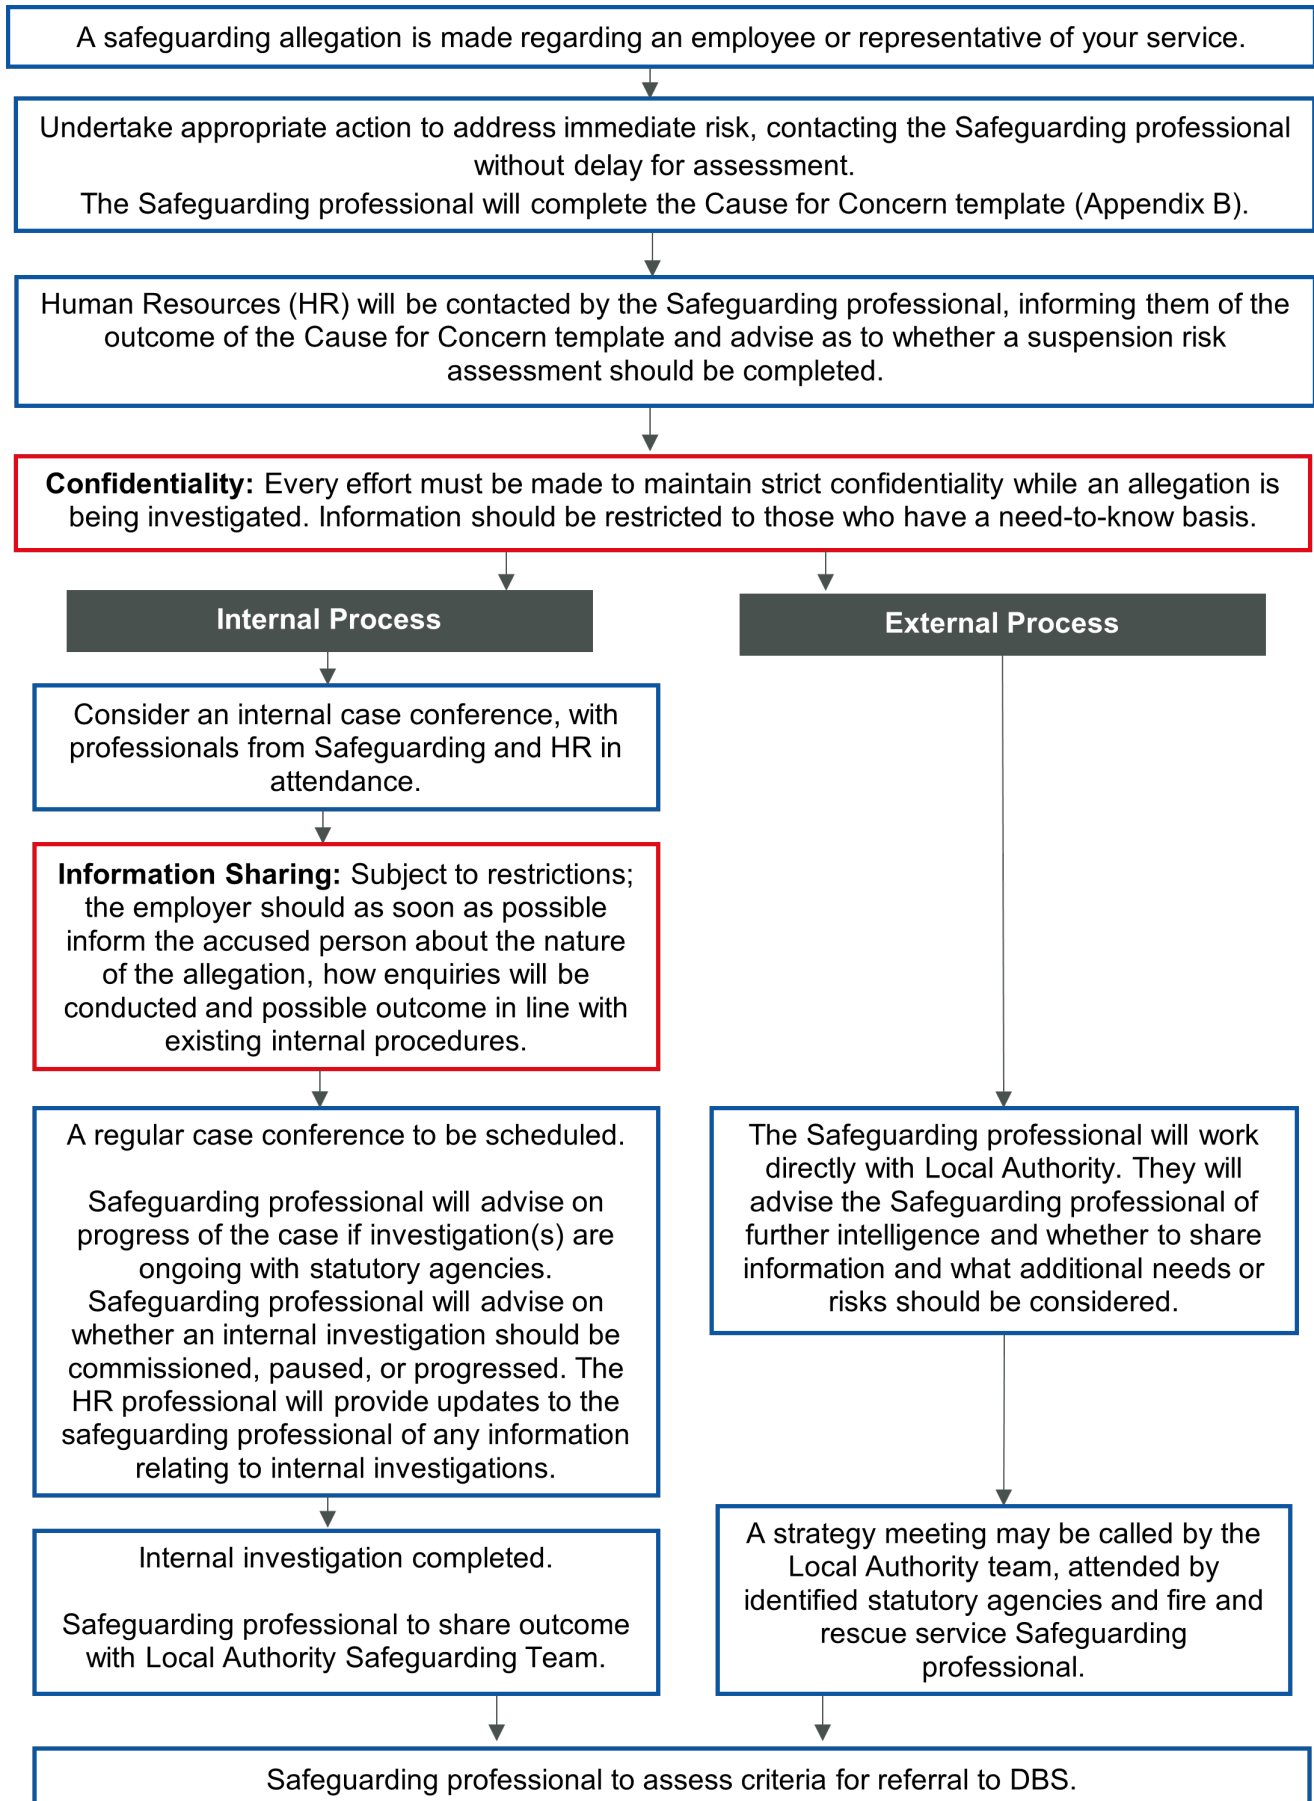 A safeguarding allegation is made regarding an employee or representative of your service.
Undertake appropriate action to address immediate risk, contacting the Safeguarding professional
without delay for assessment.
The Safeguarding professional will complete the Cause for Concern template (Appendix B).
Human Resources (HR) will be contacted by the Safeguarding professional, informing them of the
outcome of the Cause for Concern template and advise as to whether a suspension risk
assessment should be completed.
Confidentiality: Every effort must be made to maintain strict confidentiality while an allegation is
being investigated. Information should be restricted to those who have a need-to-know basis.
Internal Process
Consider an internal case conference, with
professionals from Safeguarding and HR in
attendance.
Information Sharing: Subject to restrictions;
the employer should as soon as possible
inform the accused person about the nature
of the allegation, how enquiries will be
conducted and possible outcome in line with
existing internal procedures.
A regular case conference to be scheduled.
Safeguarding professional will advise on
progress of the case if investigation(s) are
ongoing with statutory agencies.
Safeguarding professional will advise on
whether an internal investigation should be
commissioned, paused, or progressed. The
HR professional will provide updates to the
safeguarding professional of any information
relating to internal investigations.
Internal investigation completed.
Safeguarding professional to share outcome
with Local Authority Safeguarding Team.
External Process
The Safeguarding professional will work
directly with Local Authority. They will
advise the Safeguarding professional of
further intelligence and whether to share
information and what additional needs or
risks should be considered.
A strategy meeting may be called by the
Local Authority team, attended by
identified statutory agencies and fire and
rescue service Safeguarding
professional.
Safeguarding professional to assess criteria for referral to DBS.